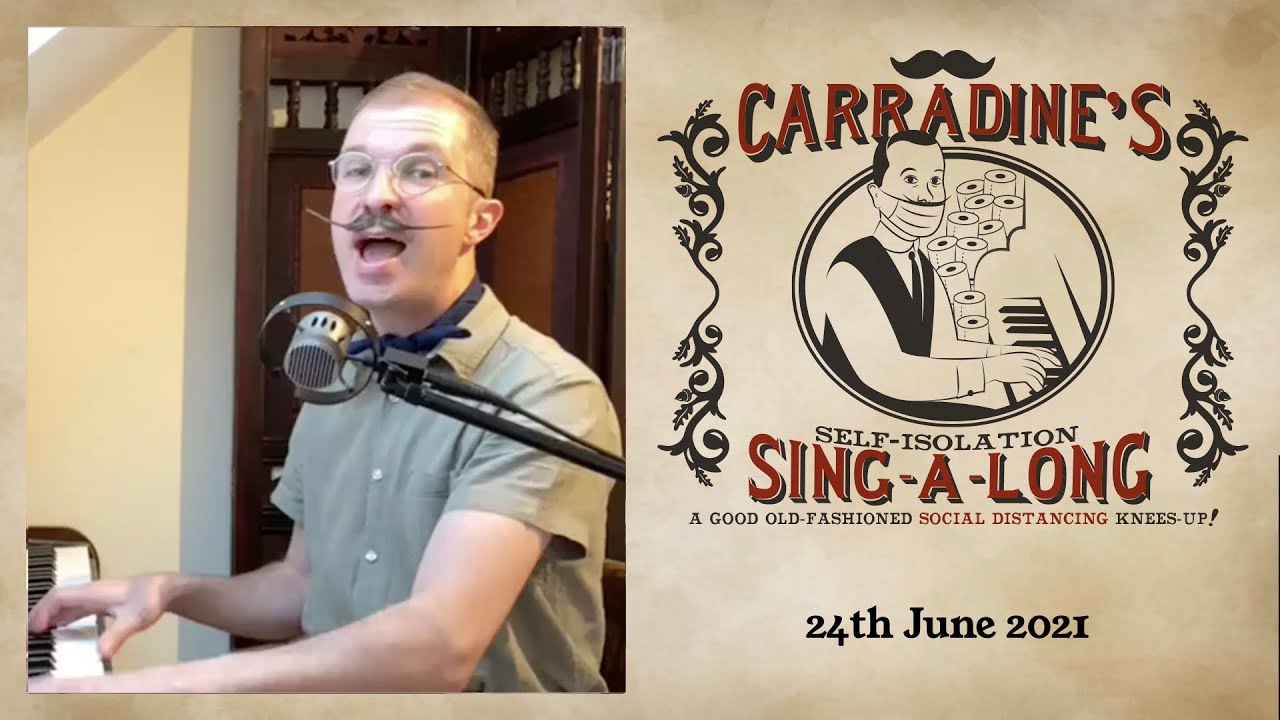 CARRADINE'S
SELF-ISOLATION
SING-A-LONG
A GOOD OLD-FASHIONED SOCIAL DISTANCING KNEES-UP!
24th June 2021